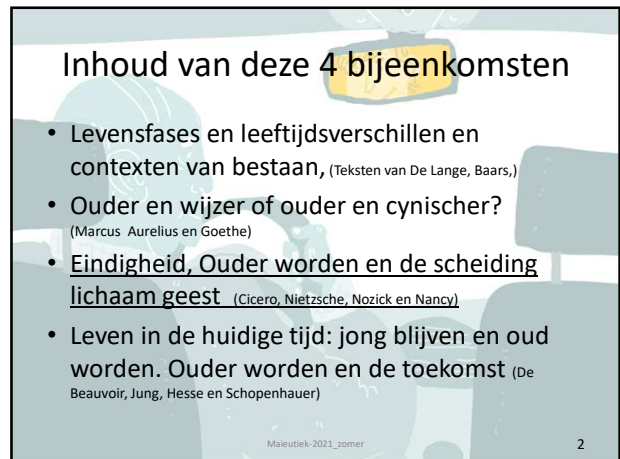 Inhoud van deze 4 bijeenkomsten
• Levensfases en leeftijdsverschillen en
contexten van bestaan, (Teksten van De Lange, Baars,)
• Ouder en wijzer of ouder en cynischer?
(Marcus Aurelius en Goethe)
• Eindigheid, Ouder worden en de scheiding
lichaam geest (Cicero, Nietzsche, Nozick en Nancy)
• Leven in de huidige tijd: jong blijven en oud
worden. Ouder worden en de toekomst (De
Beauvoir, Jung, Hesse en Schopenhauer)
Maieutiek-2021_zomer
2